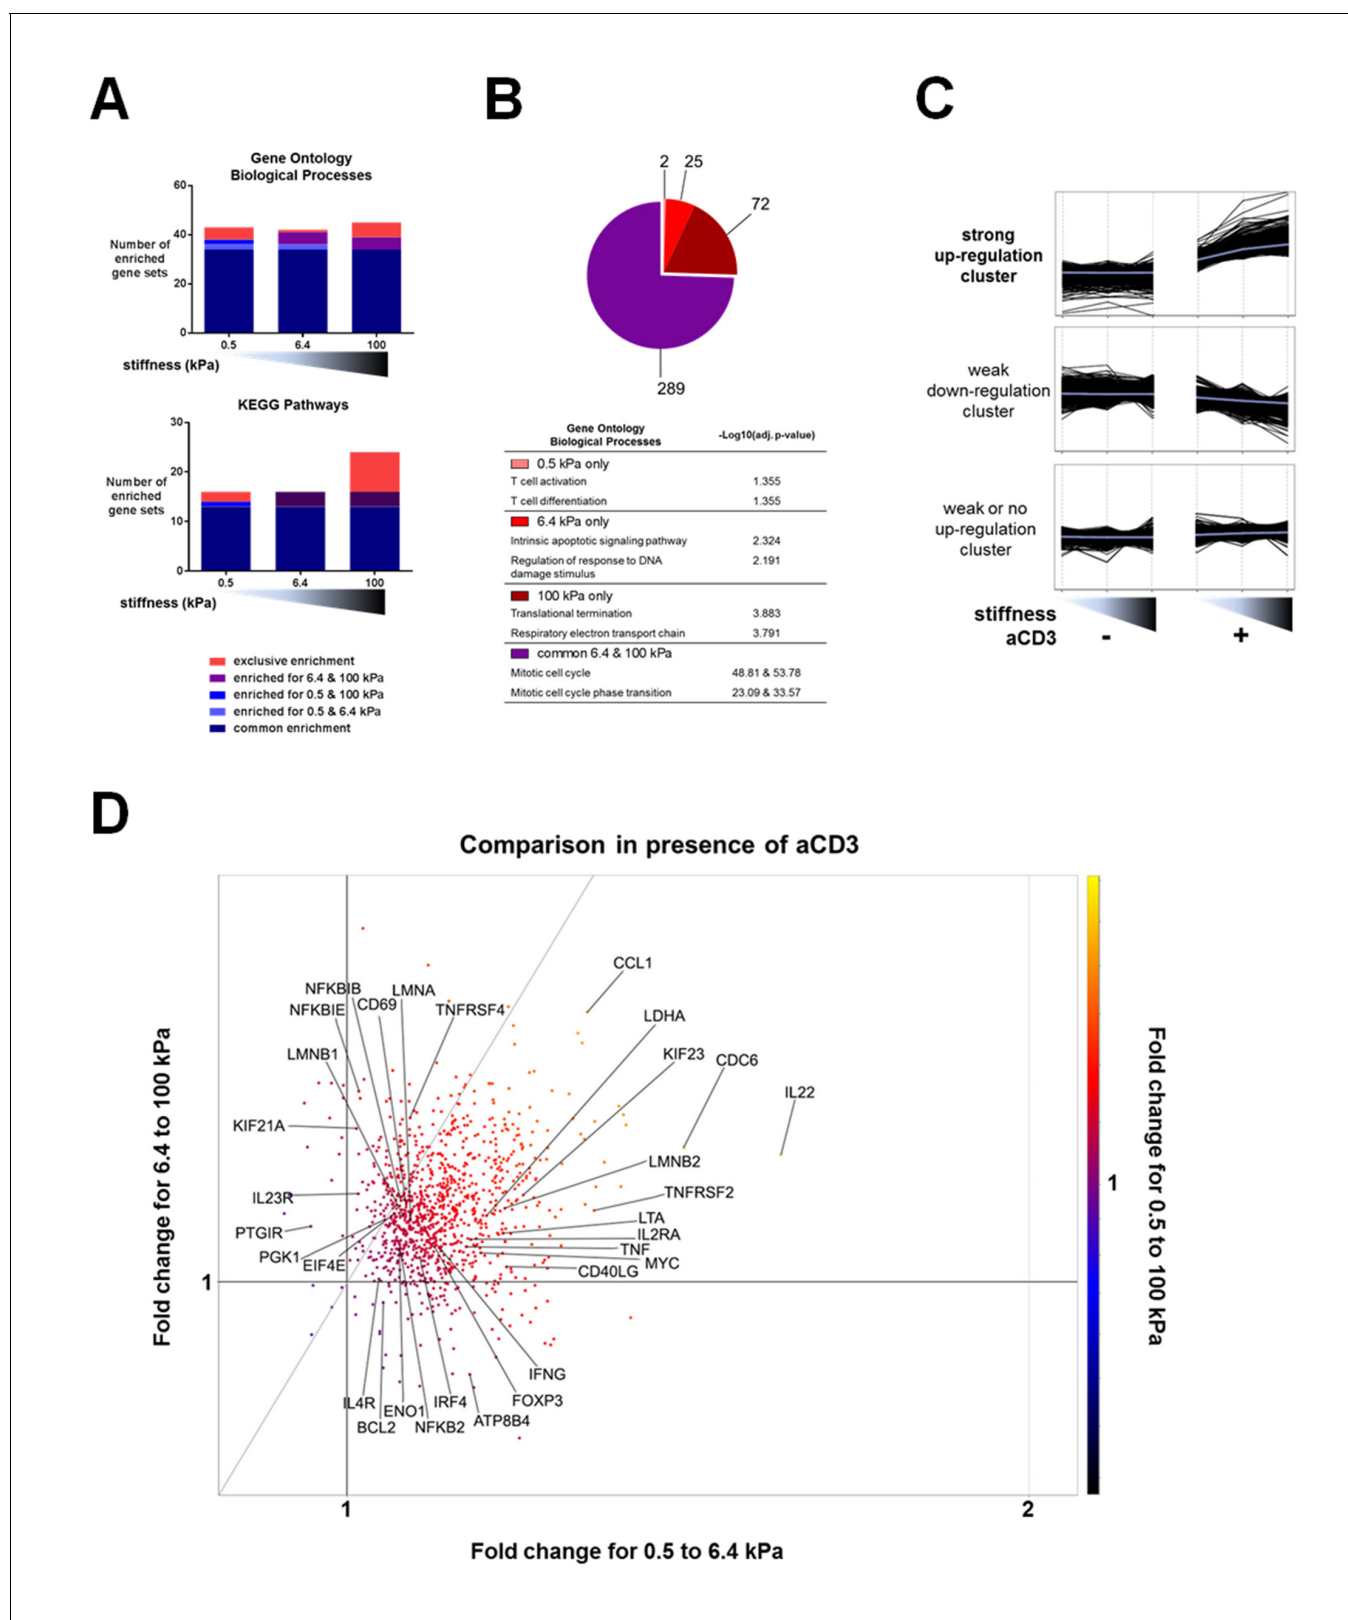 A
Gene Ontology
Biological Processes
60
40
20
0
Number of
enriched
gene sets
0.5
6.4
100
stiffness (kPa)
KEGG Pathways
30
20
10
0
Number of
enriched
gene sets
0.5
6.4
100
stiffness (kPa)
exclusive enrichment
enriched for 6.4 & 100 kPa
enriched for 0.5 & 100 kPa
enriched for 0.5 & 6.4 kPa
common enrichment
B
2
25
72
289
Gene Ontology
Biological Processes
-Log10(adj. p-value)
0.5 kPa only
T cell activation 1.355
T cell differentiation 1.355
6.4 kPa only
Intrinsic apoptotic signaling pathway 2.324
Regulation of response to DNA 2.191
damage stimulus
100 kPa only
Translational termination 3.883
Respiratory electron transport chain 3.791
common 6.4 & 100 kPa
Mitotic cell cycle 48.81 & 53.78
Mitotic cell cycle phase transition 23.09 & 33.57
C
strong
up-regulation
cluster
weak
down-regulation
cluster
weak or no
up-regulation
cluster
stiffness
aCD3 - +
D
Comparison in presence of aCD3
Fold change for 6.4 to 100 kPa
1
CCL1
NFKBIB
LMNA
CD69
NFKBIE
TNFRSF4
LDHA
LMNB1
KIF23
CDC6
IL22
KIF21A
LMNB2
IL23R
TNFRSF2
PTGIR
LTA
IL2RA
TNF
PGK1
MYC
EIF4E
CD40LG
IFNG
IL4R
IRF4
FOXP3
ENO1
BCL2
NFKB2
ATP8B4
1
2
Fold change for 0.5 to 6.4 kPa
1
Fold change for 0.5 to 100 kPa